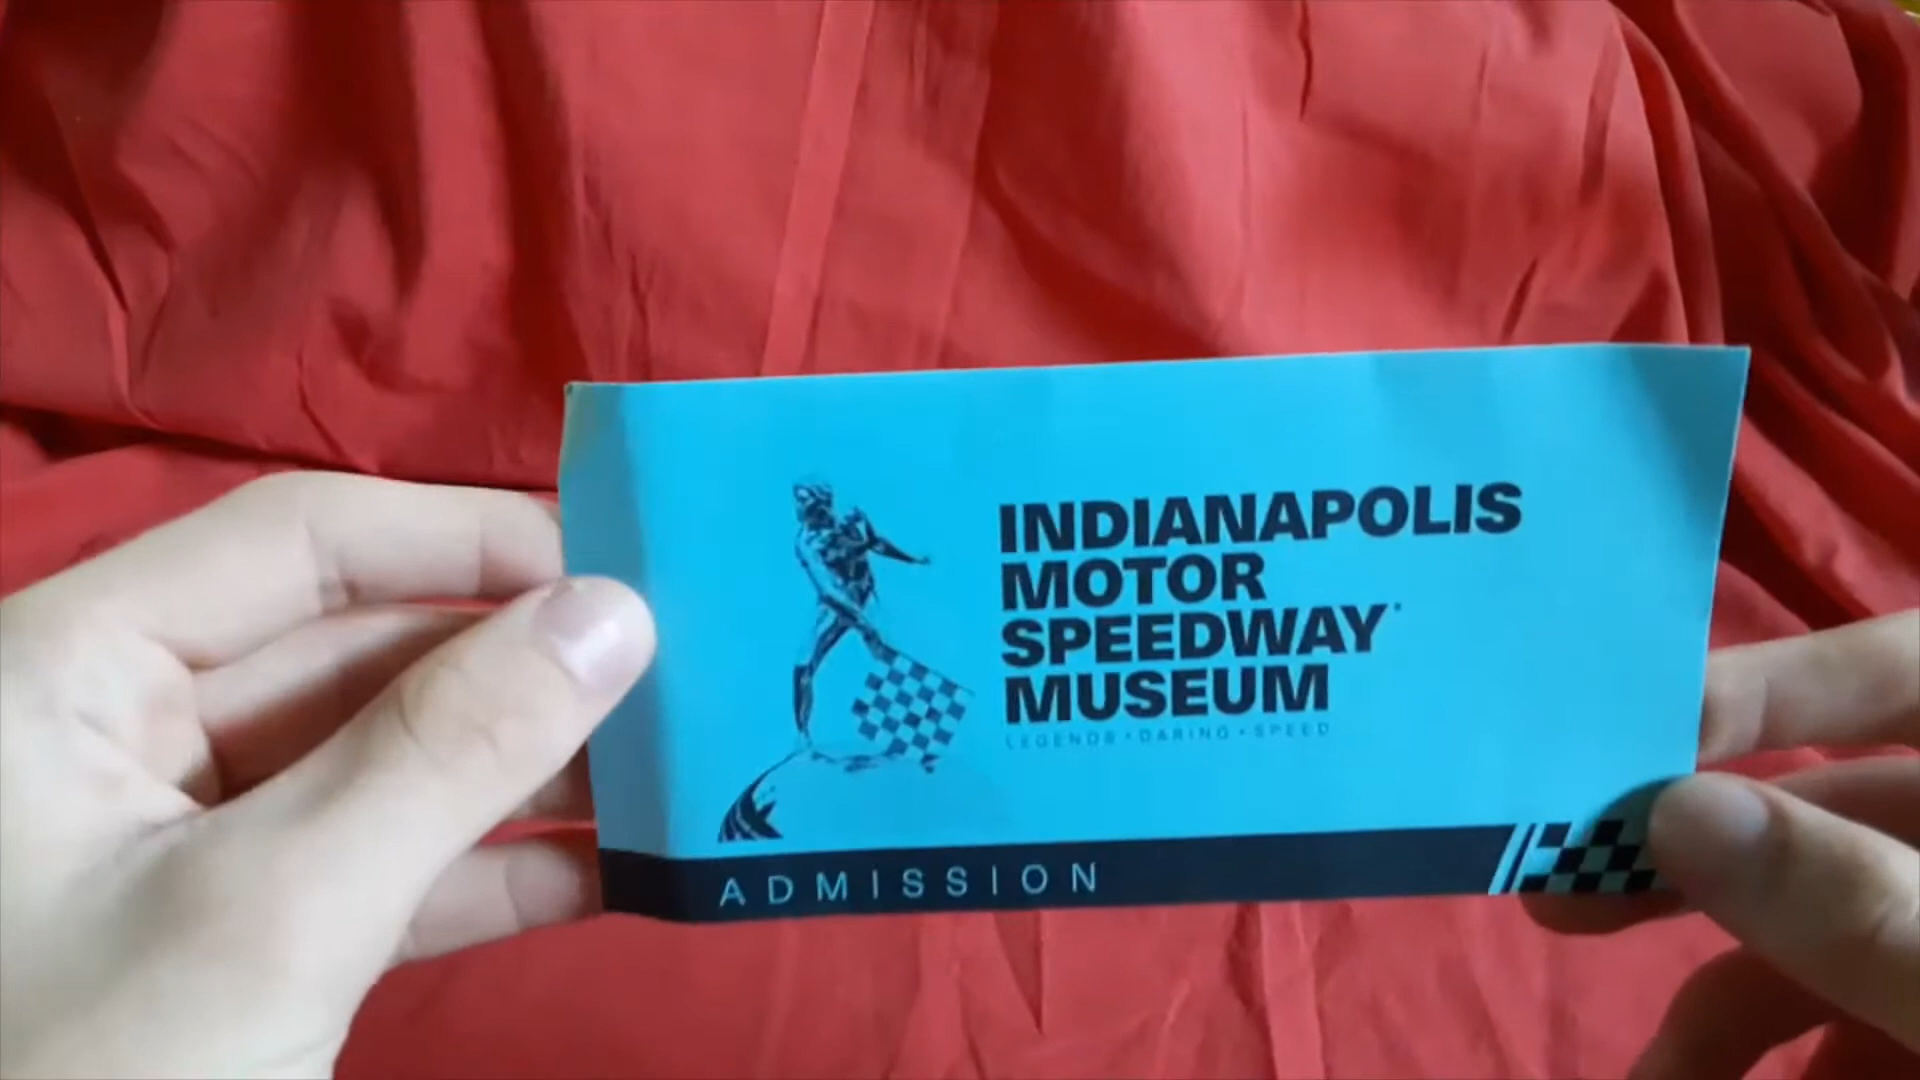 INDIANAPOLIS
MOTOR
SPEEDWAY
MUSEUM
LEGENDS • DARING • SPEED
ADMISSION